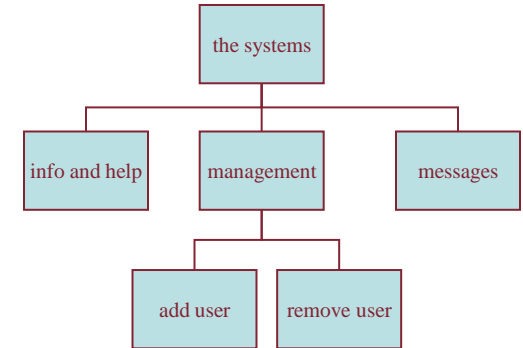 the systems
info and help
management
messages
add user
remove user